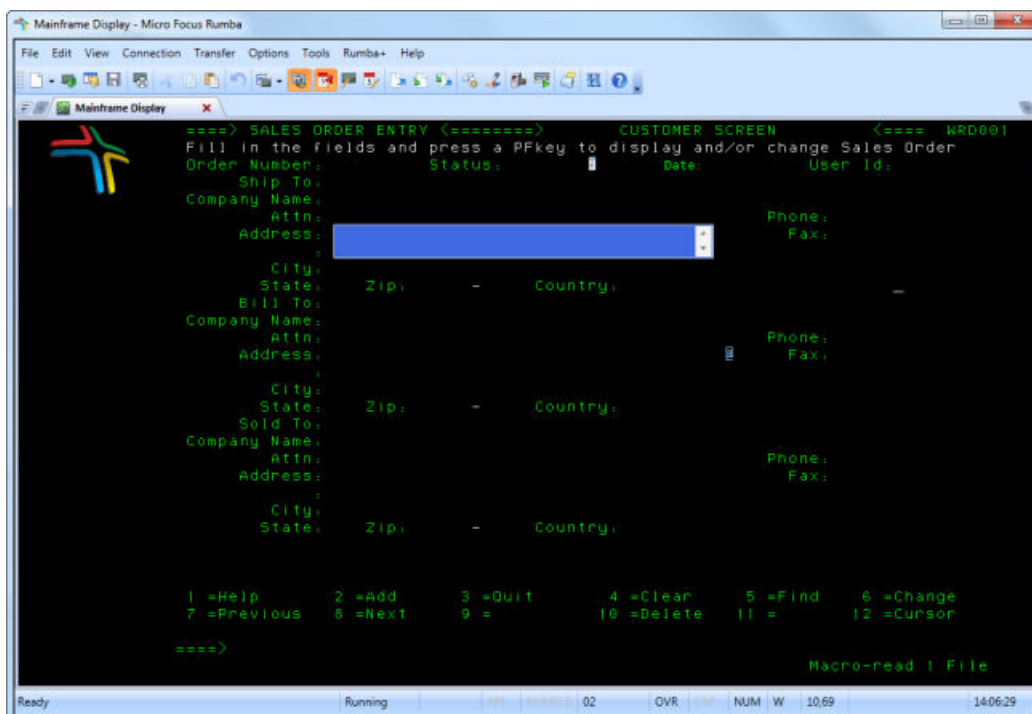 Mainframe Display - Micro Focus Rumba
File Edit View Connection Transfer Options Tools Rumba+ Help
Mainframe Display
====> SALES ORDER ENTRY <========> CUSTOMER SCREEN <==== WRD001
Fill in the fields and press a PFkey to display and/or change Sales Order
Order Number: Status: Date: User Id:
Ship To:
Company Name:
Attn: Phone:
Address: Fax:
:
City:
State: Zip: - Country:
Bill To:
Company Name:
Attn: Phone:
Address: Fax:
:
City:
State: Zip: - Country:
Sold To:
Company Name:
Attn: Phone:
Address: Fax:
:
City:
State: Zip: - Country:
1 =Help 2 =Add 3 =Quit 4 =Clear 5 =Find 6 =Change
7 =Previous 8 =Next 9 = 10 =Delete 11 = 12 =Cursor
====>
Macro-read 1 File
Ready Running APL NUMFLD 02 OVR CAP NUM W 10,69 14:06:29